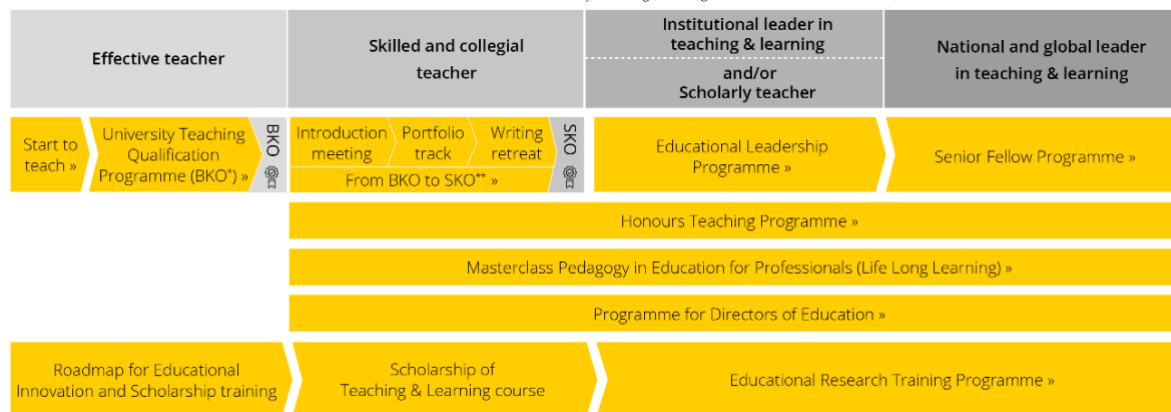 Effective teacher
Skilled and collegial
teacher
Institutional leader in
teaching & learning
and/or
Scholarly teacher
National and global leader
in teaching & learning
Start to
teach »
University Teaching
Qualification
Programme (BKO*) »
BKO
Introduction
meeting
Portfolio
track
Writing
retreat
From BKO to SKO** »
SKO
Educational Leadership
Programme »
Senior Fellow Programme »
Honours Teaching Programme »
Masterclass Pedagogy in Education for Professionals (Life Long Learning) »
Programme for Directors of Education »
Roadmap for Educational
Innovation and Scholarship training
Scholarship of
Teaching & Learning course
Educational Research Training Programme »